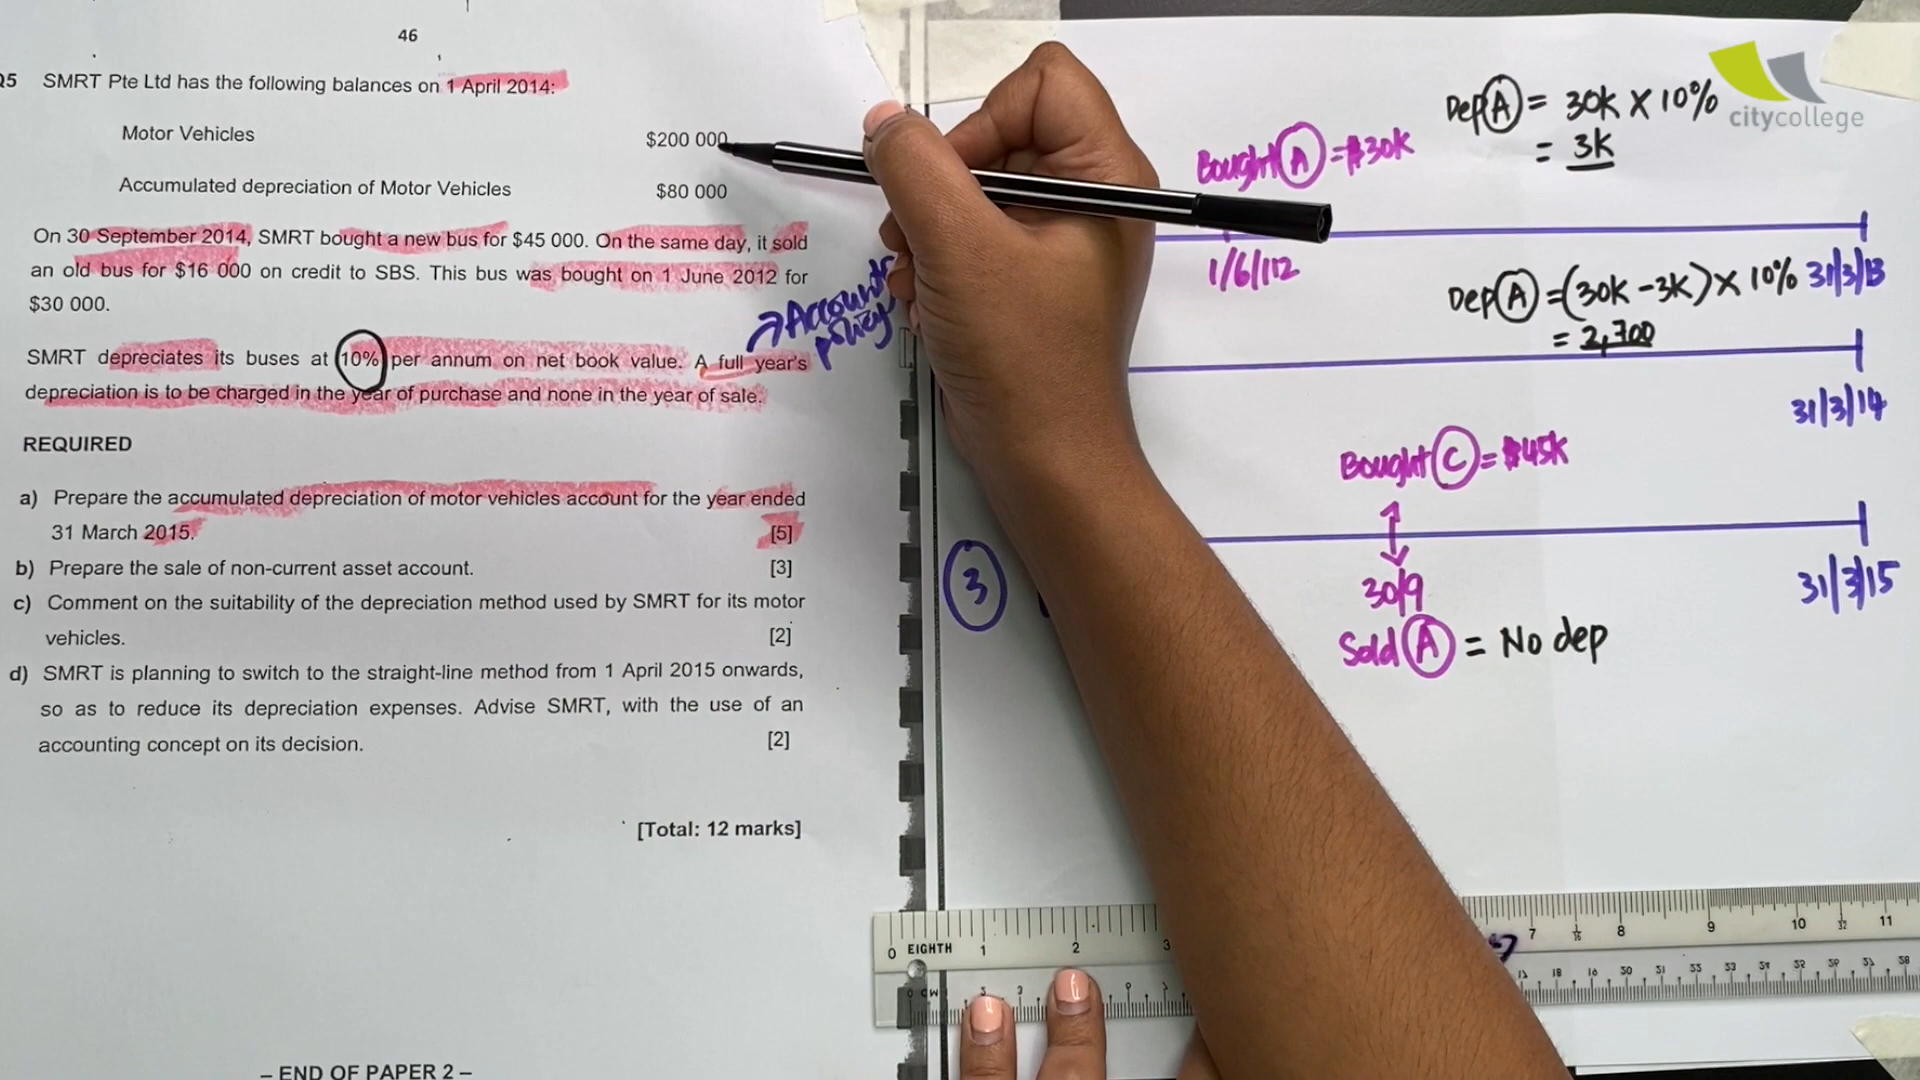 46
Q5 SMRT Pte Ltd has the following balances on 1 April 2014:
Motor Vehicles $200 000
Accumulated depreciation of Motor Vehicles $80 000
On 30 September 2014, SMRT bought a new bus for $45 000. On the same day, it sold
an old bus for $16 000 on credit to SBS. This bus was bought on 1 June 2012 for
$30 000.
SMRT depreciates its buses at 10% per annum on net book value. A full year's
depreciation is to be charged in the year of purchase and none in the year of sale.
REQUIRED
a) Prepare the accumulated depreciation of motor vehicles account for the year ended
31 March 2015. [5]
b) Prepare the sale of non-current asset account. [3]
c) Comment on the suitability of the depreciation method used by SMRT for its motor
vehicles. [2]
d) SMRT is planning to switch to the straight-line method from 1 April 2015 onwards,
so as to reduce its depreciation expenses. Advise SMRT, with the use of an
accounting concept on its decision. [2]
[Total: 12 marks]
– END OF PAPER 2 –
policy
citycollege
Dep A = 30K X 10%
= 3K
Bought A = $30K
1/6/112
31/3/13
Dep A = (30K - 3K) X 10%
= 2,700
31/3/14
Bought C = $45K
3
30/9
31/3/15
Sold A = No dep
0 EIGHTH 1 2 3 7 8 9 10 11